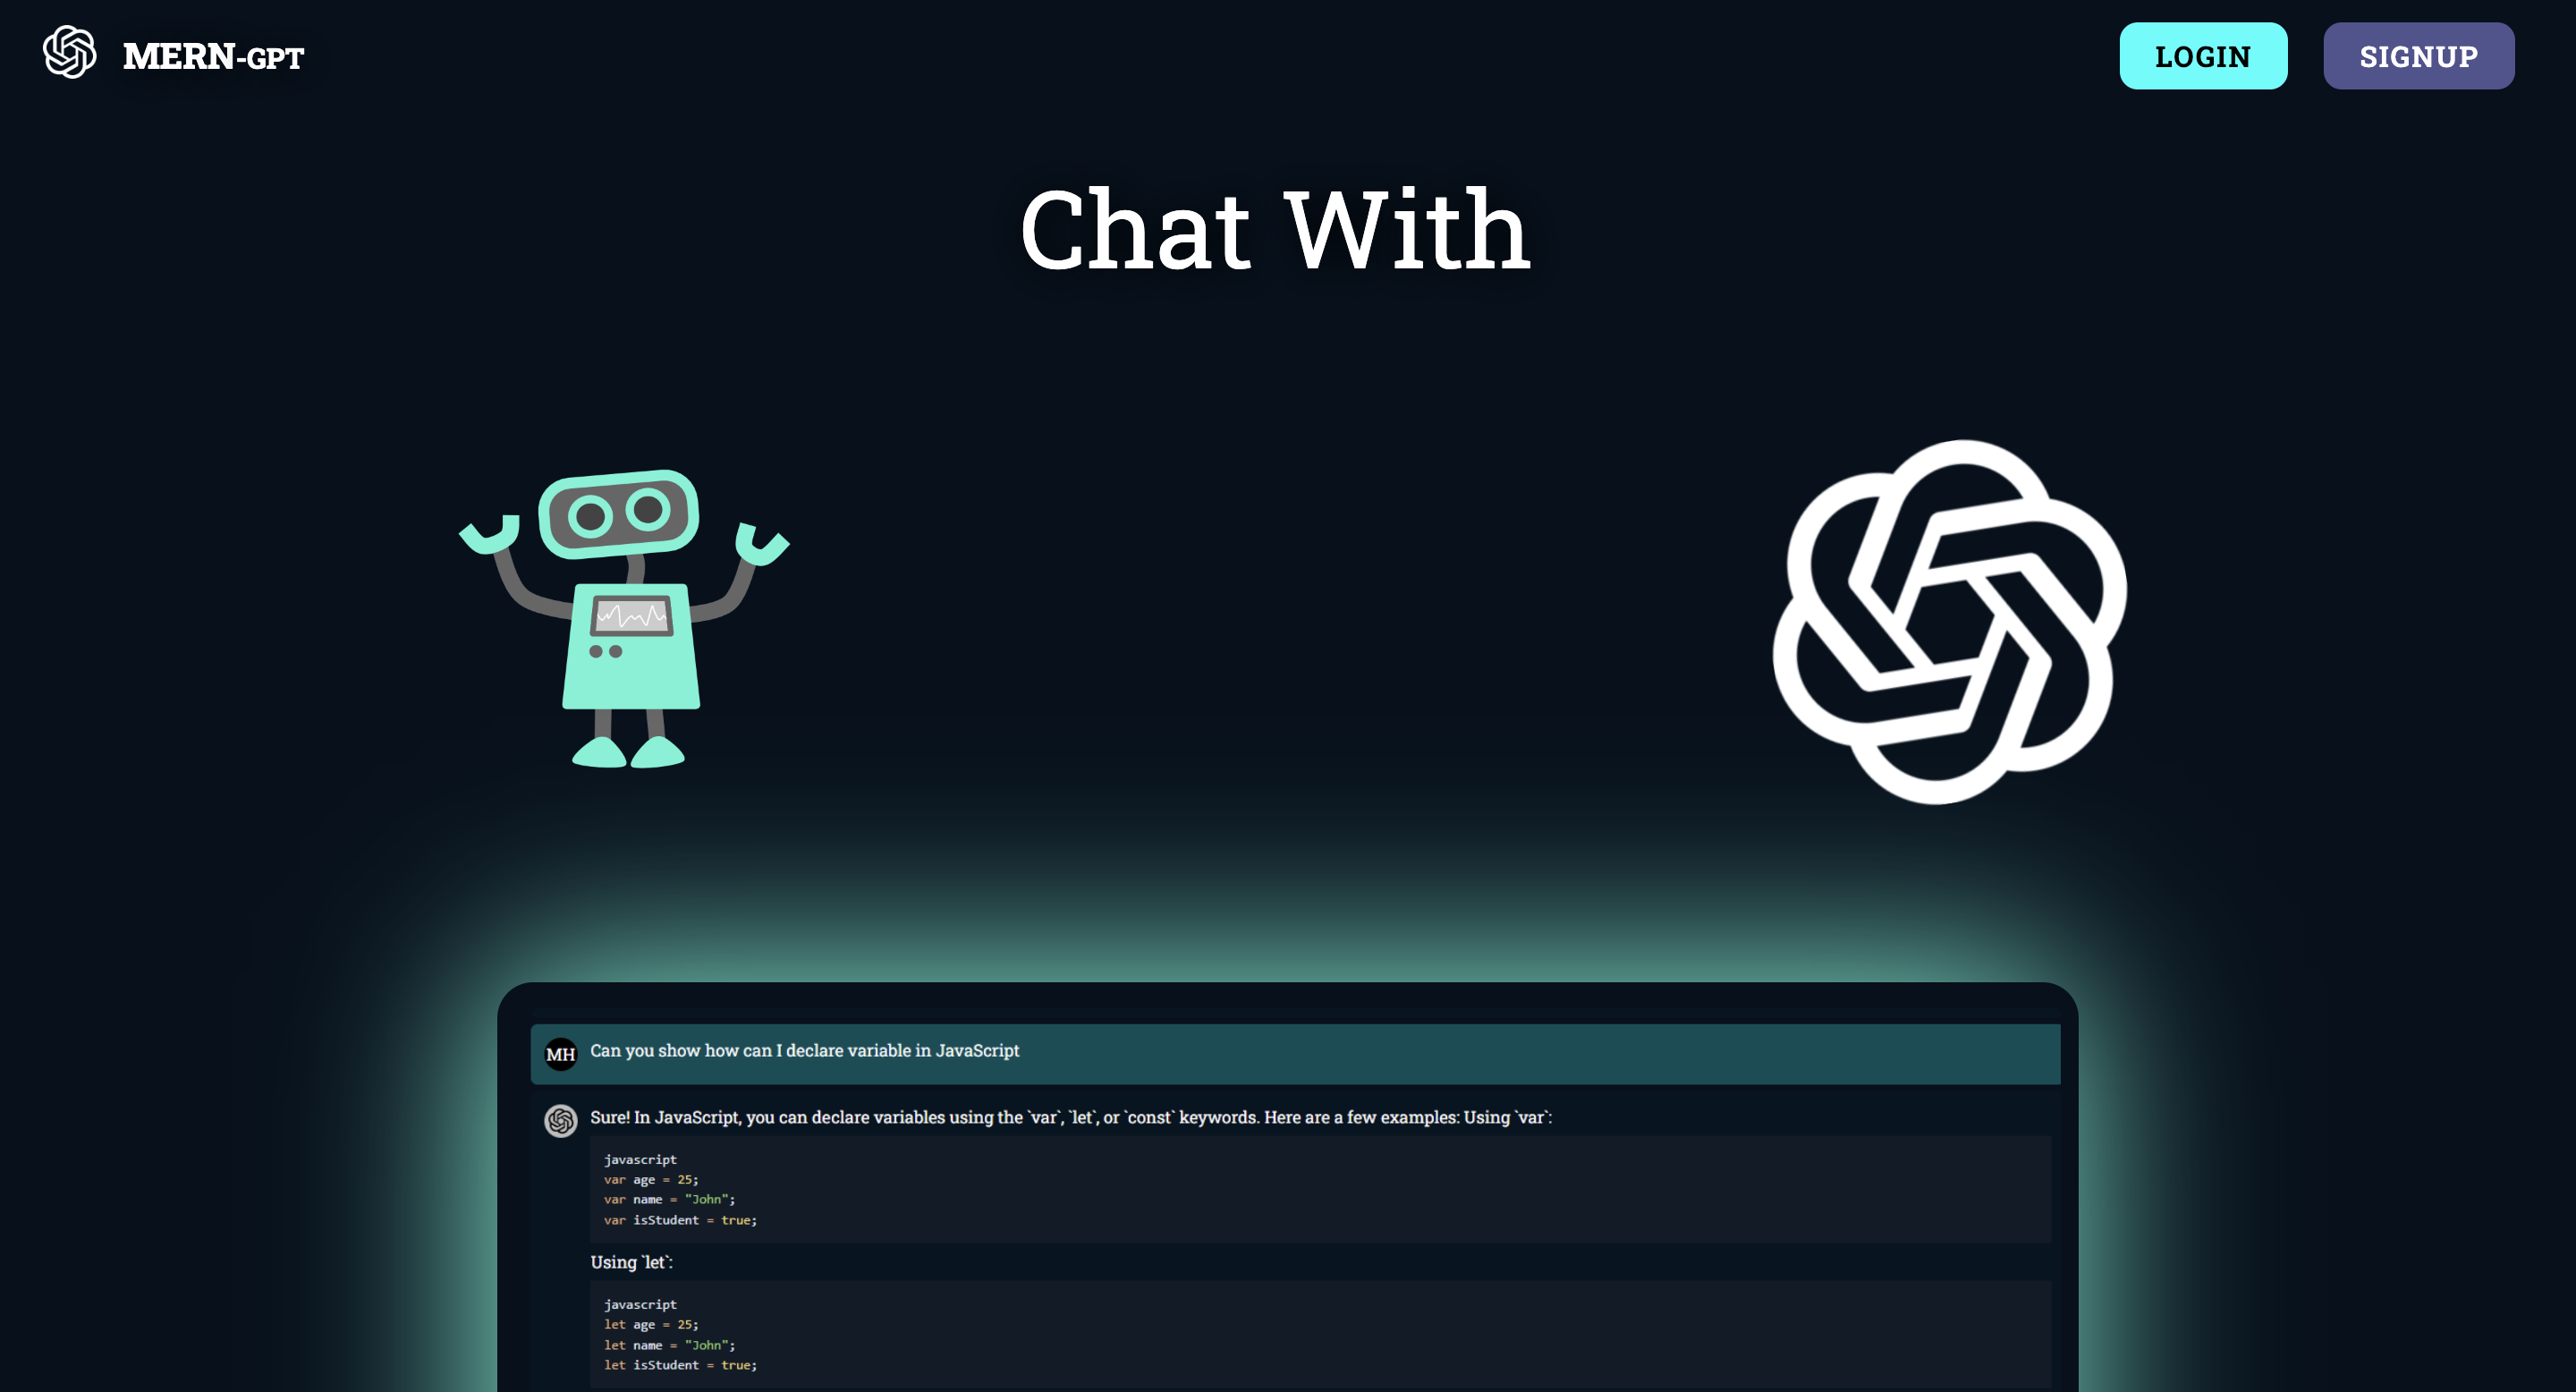 MERN-GPT
LOGIN
SIGNUP
Chat With
MH
Can you show how can I declare variable in JavaScript
Sure! In JavaScript, you can declare variables using the `var`, `let`, or `const` keywords. Here are a few examples: Using `var`:
javascript
var age = 25;
var name = "John";
var isStudent = true;
Using `let`:
javascript
let age = 25;
let name = "John";
let isStudent = true;